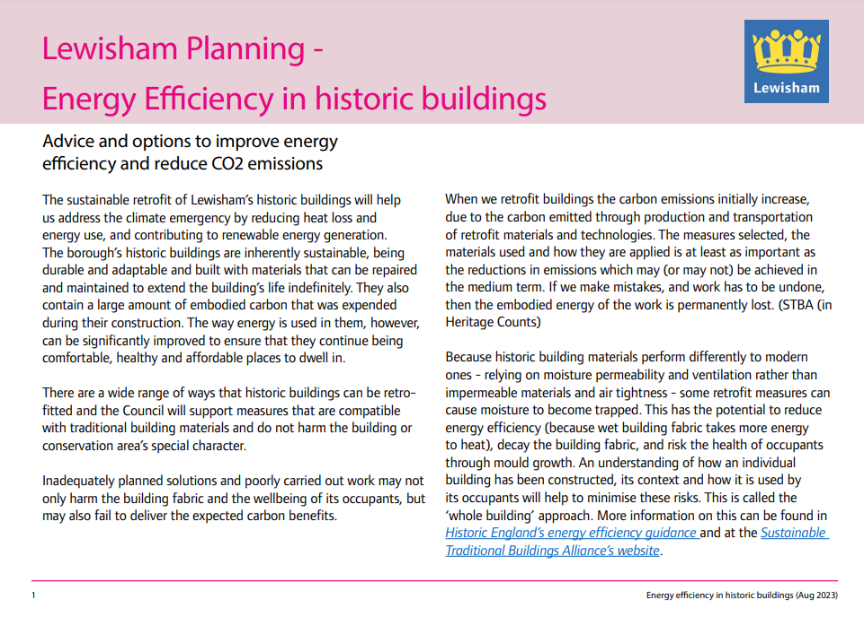 Lewisham Planning -
Energy Efficiency in historic buildings
Lewisham
Advice and options to improve energy
efficiency and reduce CO2 emissions
The sustainable retrofit of Lewisham's historic buildings will help
us address the climate emergency by reducing heat loss and
energy use, and contributing to renewable energy generation.
The borough's historic buildings are inherently sustainable, being
durable and adaptable and built with materials that can be repaired
and maintained to extend the building's life indefinitely. They also
contain a large amount of embodied carbon that was expended
during their construction. The way energy is used in them, however,
can be significantly improved to ensure that they continue being
comfortable, healthy and affordable places to dwell in.
There are a wide range of ways that historic buildings can be retro-
fitted and the Council will support measures that are compatible
with traditional building materials and do not harm the building or
conservation area's special character.
Inadequately planned solutions and poorly carried out work may not
only harm the building fabric and the wellbeing of its occupants, but
may also fail to deliver the expected carbon benefits.
When we retrofit buildings the carbon emissions initially increase,
due to the carbon emitted through production and transportation
of retrofit materials and technologies. The measures selected, the
materials used and how they are applied is at least as important as
the reductions in emissions which may (or may not) be achieved in
the medium term. If we make mistakes, and work has to be undone,
then the embodied energy of the work is permanently lost. (STBA (in
Heritage Counts)
Because historic building materials perform differently to modern
ones - relying on moisture permeability and ventilation rather than
impermeable materials and air tightness - some retrofit measures can
cause moisture to become trapped. This has the potential to reduce
energy efficiency (because wet building fabric takes more energy
to heat), decay the building fabric, and risk the health of occupants
through mould growth. An understanding of how an individual
building has been constructed, its context and how it is used by
its occupants will help to minimise these risks. This is called the
'whole building' approach. More information on this can be found in
Historic England's energy efficiency guidance and at the Sustainable
Traditional Buildings Alliance's website.
1
Energy efficiency in historic buildings (Aug 2023)